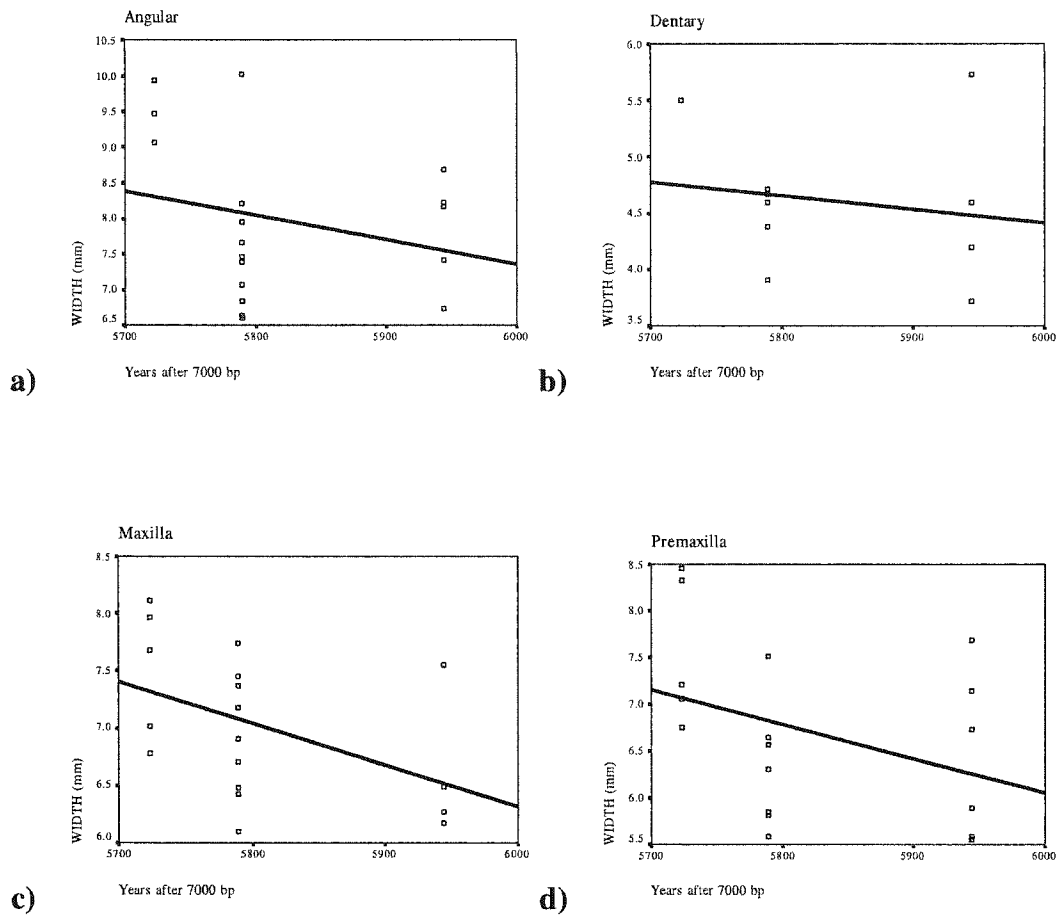 Angular
10.5
10.0
9.5
9.0
8.5
8.0
7.5
7.0
6.5
WIDTH (mm)
5700 5800 5900 6000
Years after 7000 bp
a)
Dentary
6.0
5.5
5.0
4.5
4.0
3.5
WIDTH (mm)
5700 5800 5900 6000
Years after 7000 bp
b)
Maxilla
8.5
8.0
7.5
7.0
6.5
6.0
WIDTH (mm)
5700 5800 5900 6000
Years after 7000 bp
c)
Premaxilla
8.5
8.0
7.5
7.0
6.5
6.0
5.5
WIDTH (mm)
5700 5800 5900 6000
Years after 7000 bp
d)